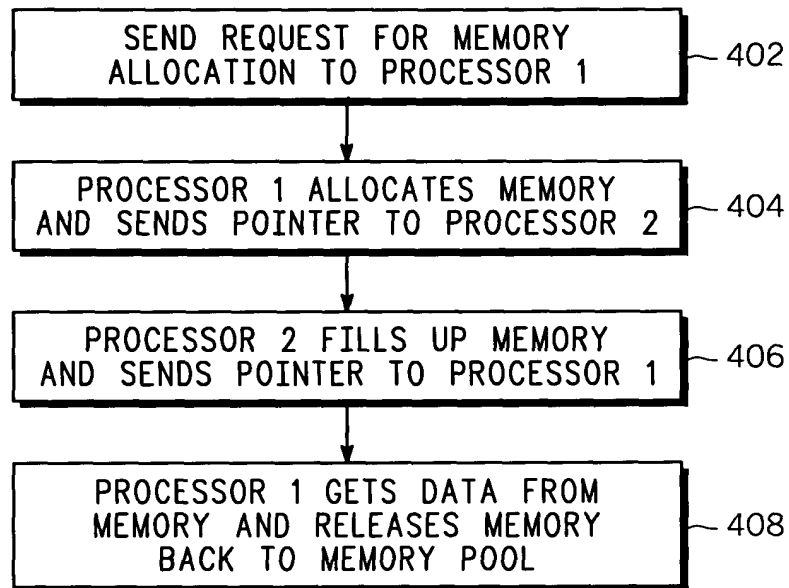 SEND REQUEST FOR MEMORY
ALLOCATION TO PROCESSOR 1
402
PROCESSOR 1 ALLOCATES MEMORY
AND SENDS POINTER TO PROCESSOR 2
404
PROCESSOR 2 FILLS UP MEMORY
AND SENDS POINTER TO PROCESSOR 1
406
PROCESSOR 1 GETS DATA FROM
MEMORY AND RELEASES MEMORY
BACK TO MEMORY POOL
408